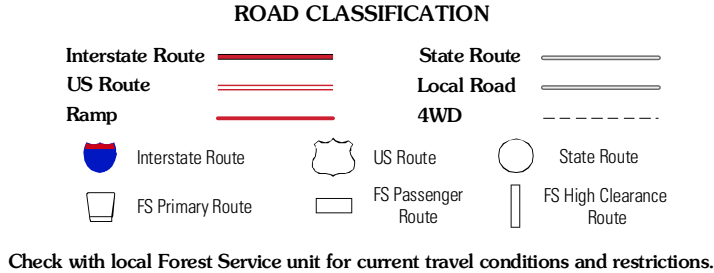 ROAD CLASSIFICATION
Interstate Route
State Route
US Route
Local Road
Ramp
4WD
Interstate Route
US Route
State Route
FS Primary Route
FS Passenger
Route
FS High Clearance
Route
Check with local Forest Service unit for current travel conditions and restrictions.